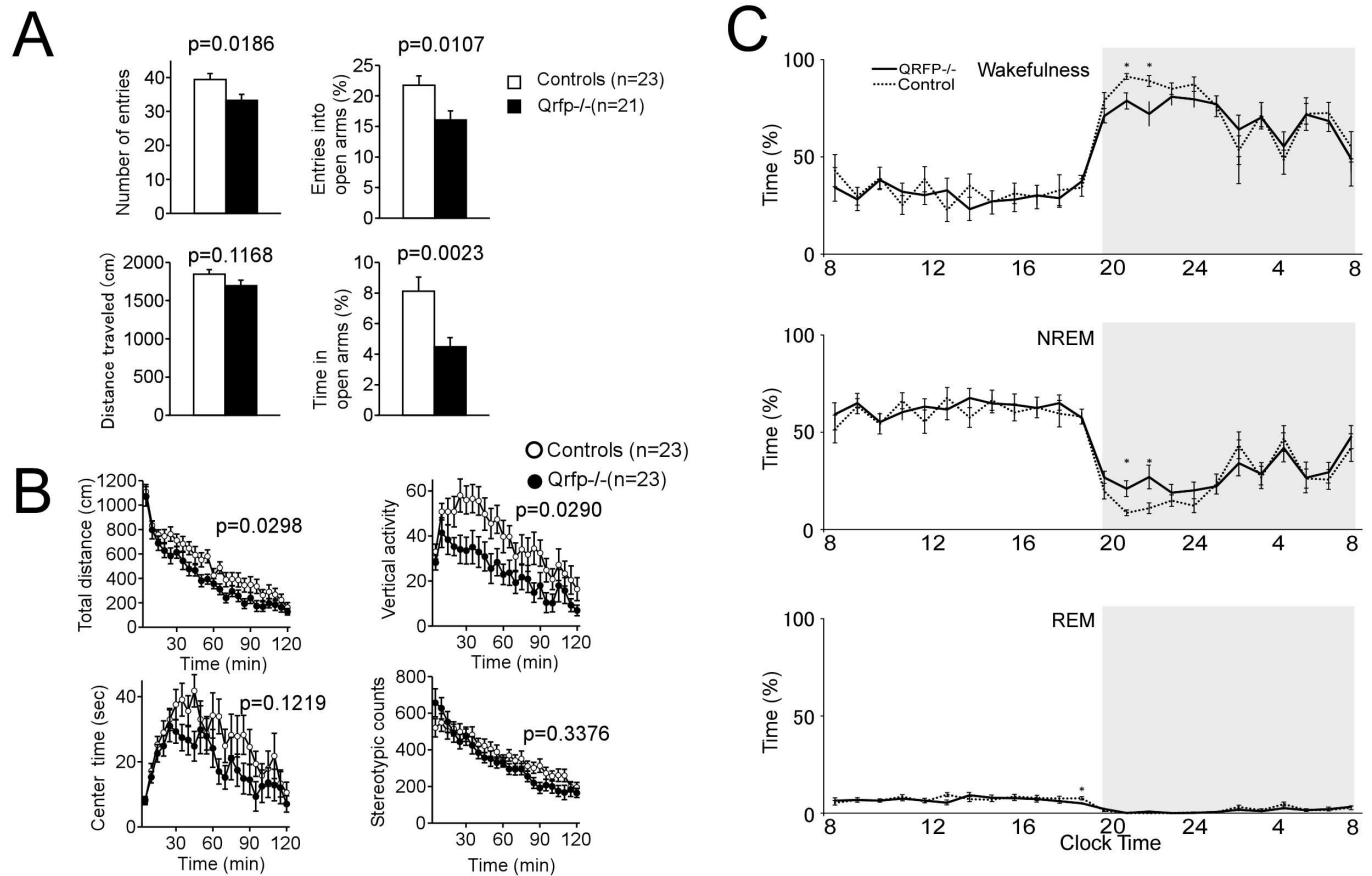 A
p=0.0186
Number of entries
40
30
20
10
0
p=0.0107
Entries into
open arms (%)
25
20
15
10
5
0
Controls (n=23)
Qrfp-/-(n=21)
p=0.1168
Distance traveled (cm)
2000
1500
1000
500
0
p=0.0023
Time in
open arms (%)
10
8
6
4
2
0
B
Controls (n=23)
Qrfp-/-(n=23)
Total distance (cm)
1200
1000
800
600
400
200
0
p=0.0298
30 60 90 120
Time (min)
Vertical activity
60
40
20
0
p=0.0290
30 60 90 120
Time (min)
Center time (sec)
40
20
0
p=0.1219
30 60 90 120
Time (min)
Stereotypic counts
800
600
400
200
0
p=0.3376
30 60 90 120
Time (min)
C
QRFP-/-
Control
Wakefulness
* *
Time (%)
100
50
0
8 12 16 20 24 4 8
NREM
* *
Time (%)
100
50
0
8 12 16 20 24 4 8
REM
*
Time (%)
100
50
0
8 12 16 20 24 4 8
Clock Time